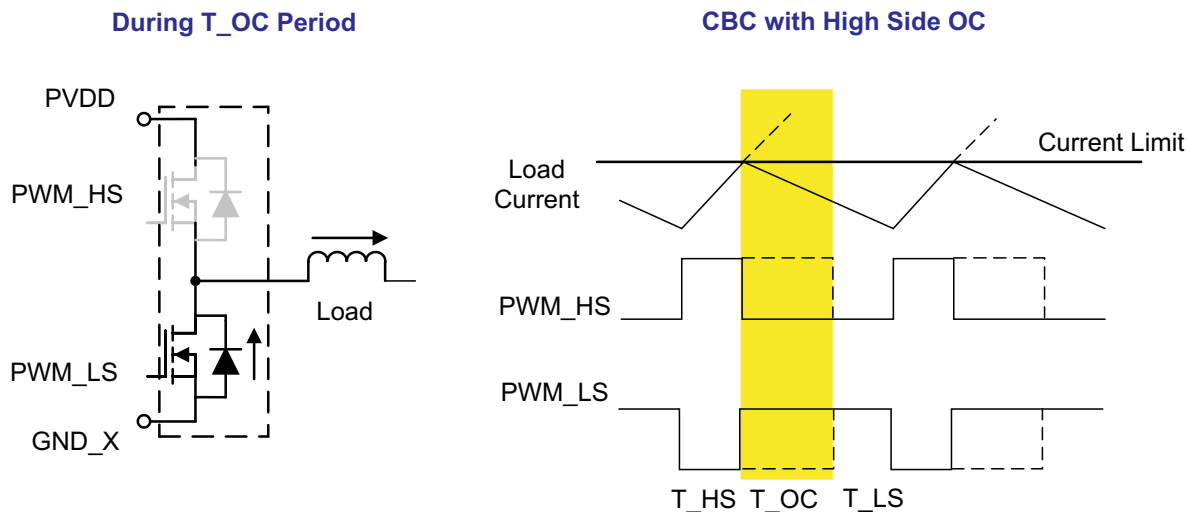 During T_OC Period
CBC with High Side OC
PVDD
PWM_HS
Load
PWM_LS
GND_X
Current Limit
Load
Current
PWM_HS
PWM_LS
T_HS T_OC T_LS